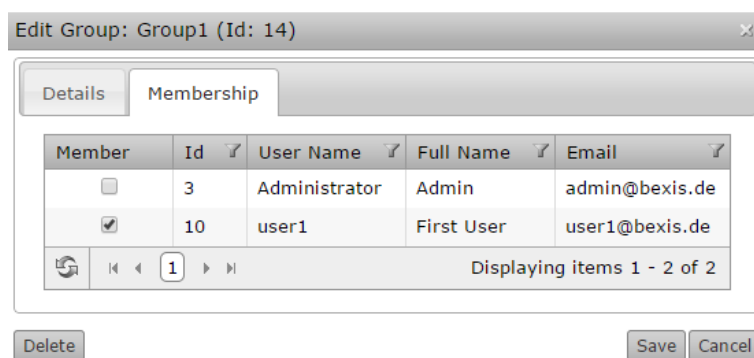 Edit Group: Group1 (Id: 14)
Details Membership
Member Id User Name Full Name Email
3 Administrator Admin admin@bexis.de
10 user1 First User user1@bexis.de
1 Displaying items 1 - 2 of 2
Delete Save Cancel